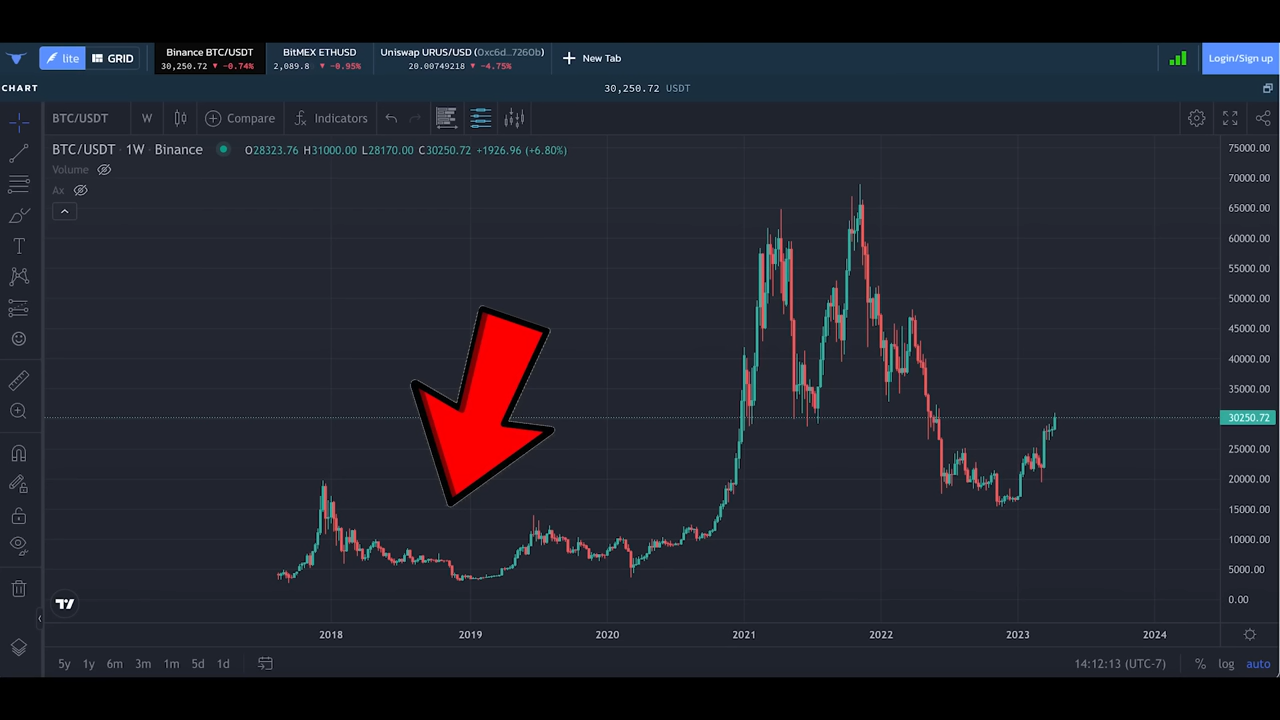 lite GRID Binance BTC/USDT BitMEX ETHUSD Uniswap URUS/USD (0xc6d...7260b) New Tab Login/Sign up
30,250.72 ▼ -0.74% 2,089.8 ▼ -0.95% 20.00749218 ▼ -4.75%
CHART 30,250.72 USDT
BTC/USDT W Compare Indicators
BTC/USDT · 1W · Binance O28323.76 H31000.00 L28170.00 C30250.72 +1926.96 (+6.80%)
Volume
Ax
75000.00
70000.00
65000.00
60000.00
55000.00
50000.00
45000.00
40000.00
35000.00
30250.72
25000.00
20000.00
15000.00
10000.00
5000.00
0.00
2018 2019 2020 2021 2022 2023 2024
5y 1y 6m 3m 1m 5d 1d 14:12:13 (UTC-7) % log auto